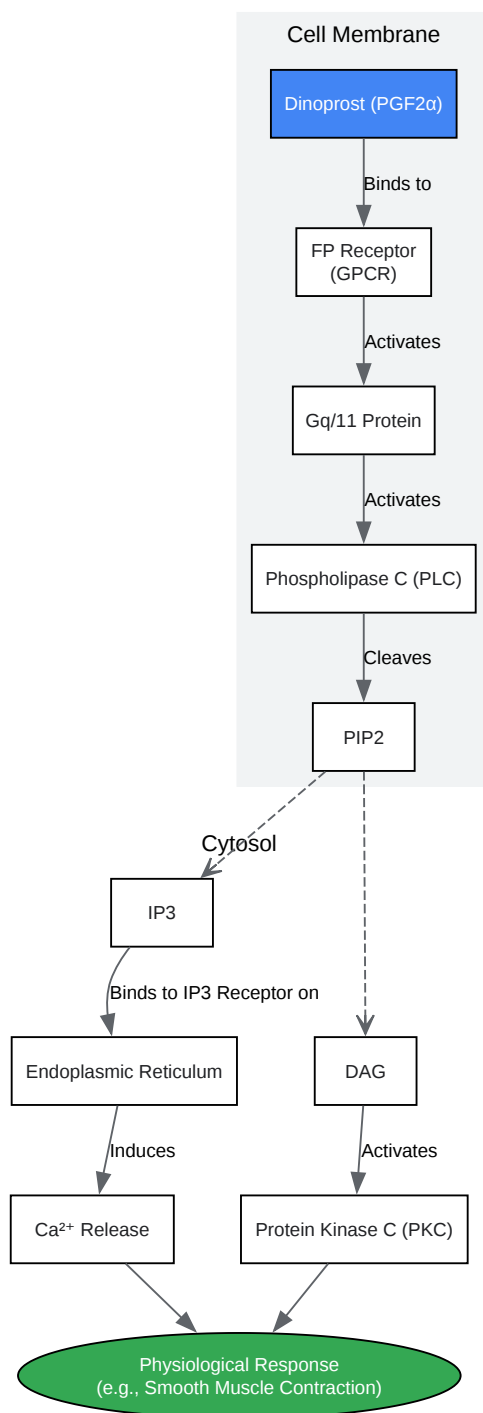 Cell Membrane
Dinoprost (PGF2α)
Binds to
FP Receptor
(GPCR)
Activates
Gq/11 Protein
Activates
Phospholipase C (PLC)
Cleaves
PIP2
Cytosol
IP3
Binds to IP3 Receptor on
Endoplasmic Reticulum
DAG
Induces
Activates
Ca²⁺ Release
Protein Kinase C (PKC)
Physiological Response
(e.g., Smooth Muscle Contraction)